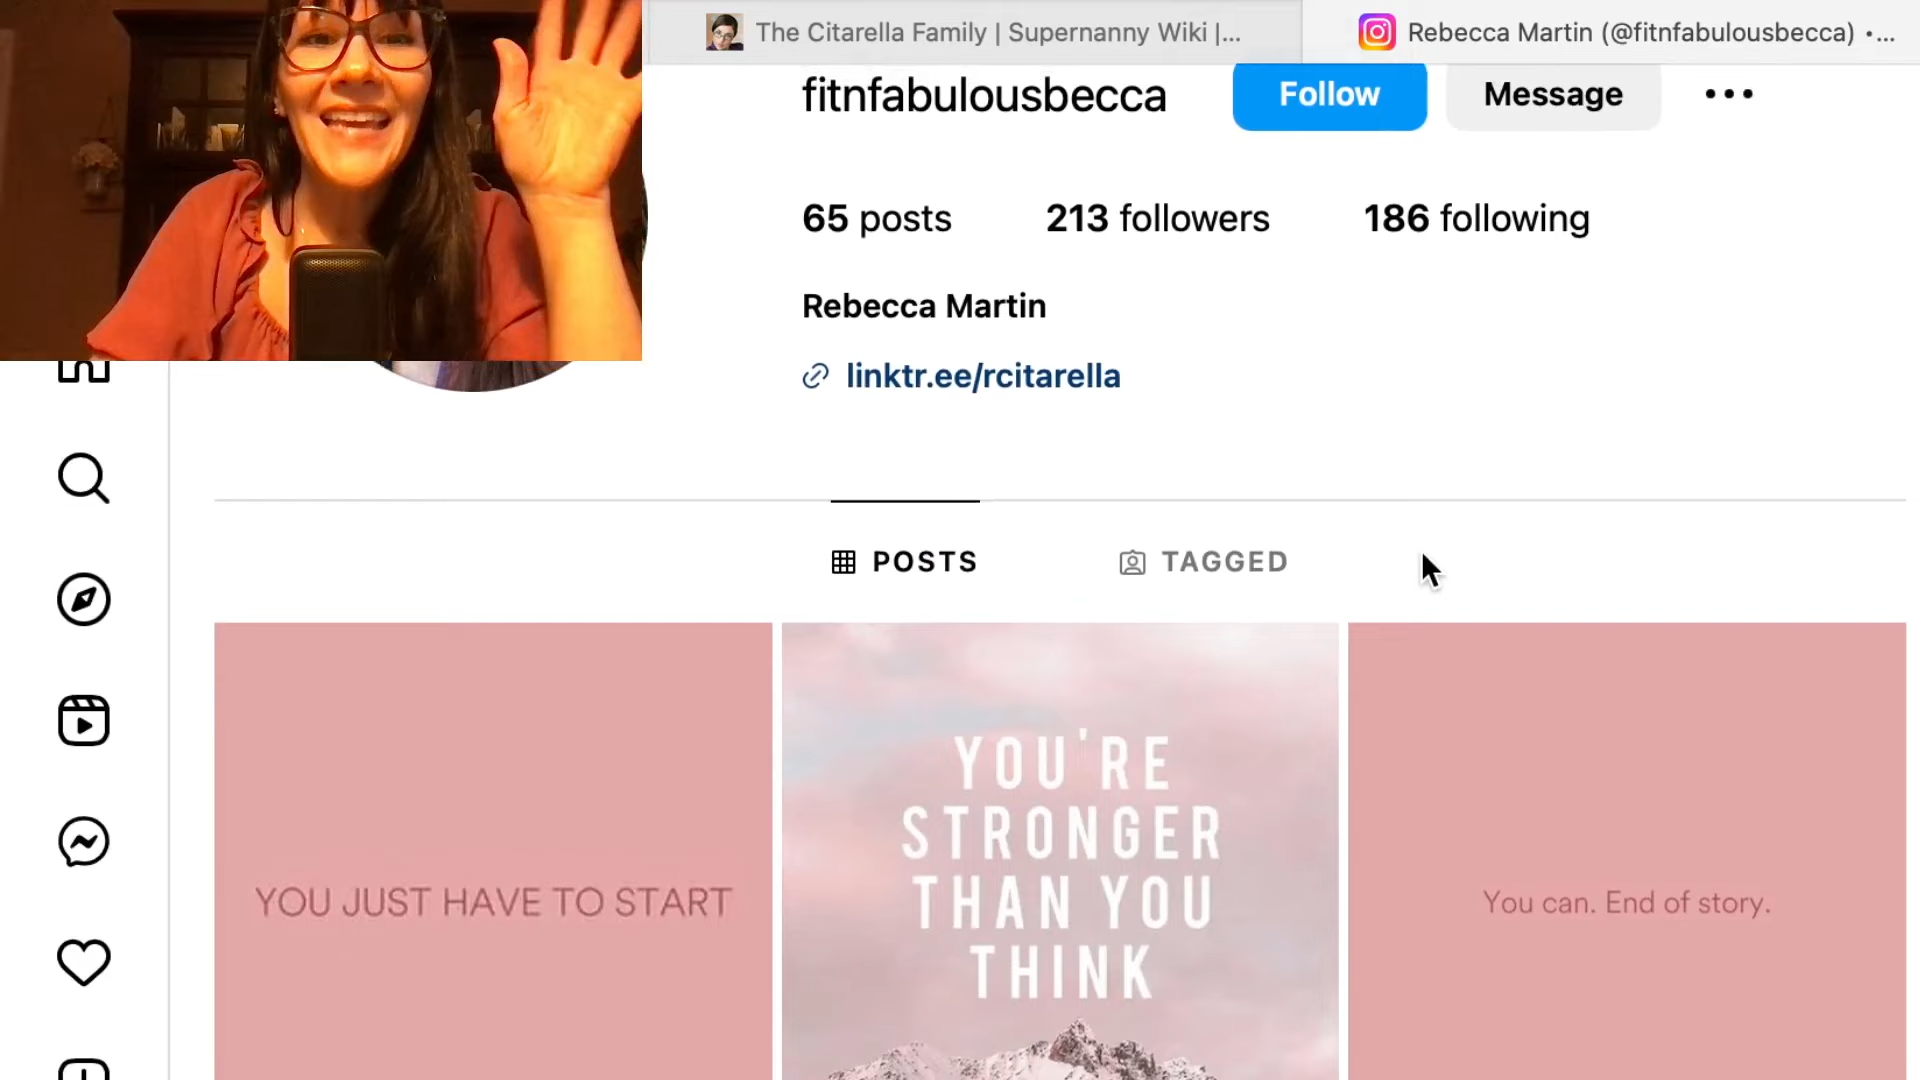 The Citarella Family | Supernanny Wiki |...
Rebecca Martin (@fitnfabulousbecca) •...
fitnfabulousbecca
Follow
Message
65 posts
213 followers
186 following
Rebecca Martin
linktr.ee/rcitarella
POSTS
TAGGED
YOU JUST HAVE TO START
YOU'RE
STRONGER
THAN YOU
THINK
You can. End of story.